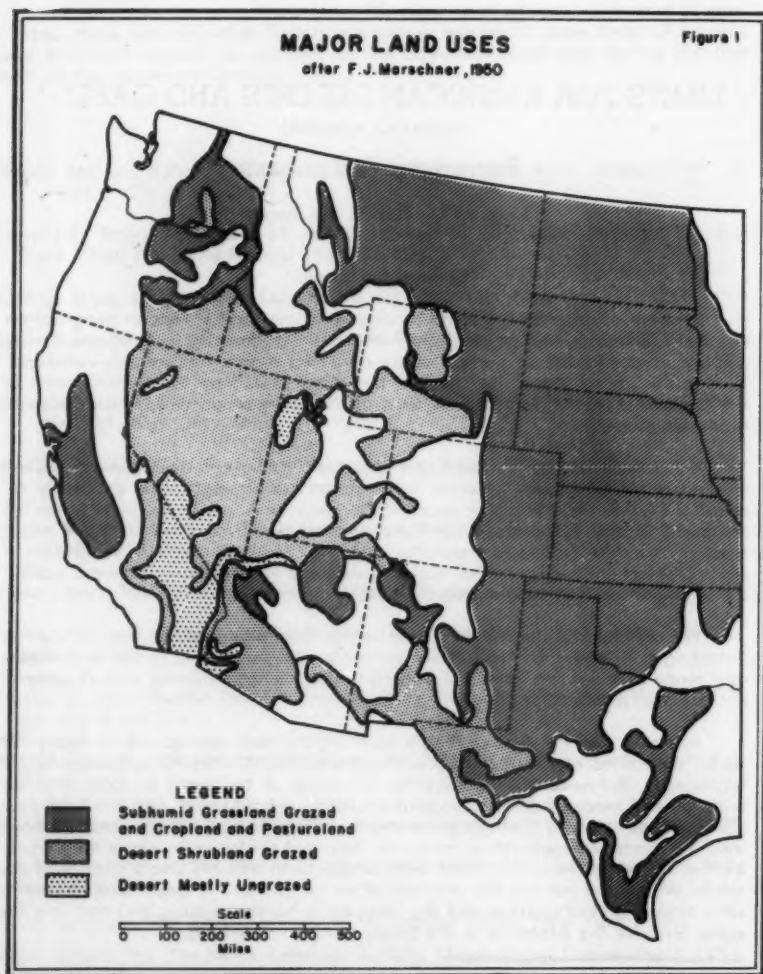 Figure 1
MAJOR LAND USES
after F.J. Marschner, 1950
LEGEND
Subhumid Grassland Grazed
and Cropland and Pastureland
Desert Shrubland Grazed
Desert Mostly Ungrazed
Scale
0 100 200 300 400 500
Miles